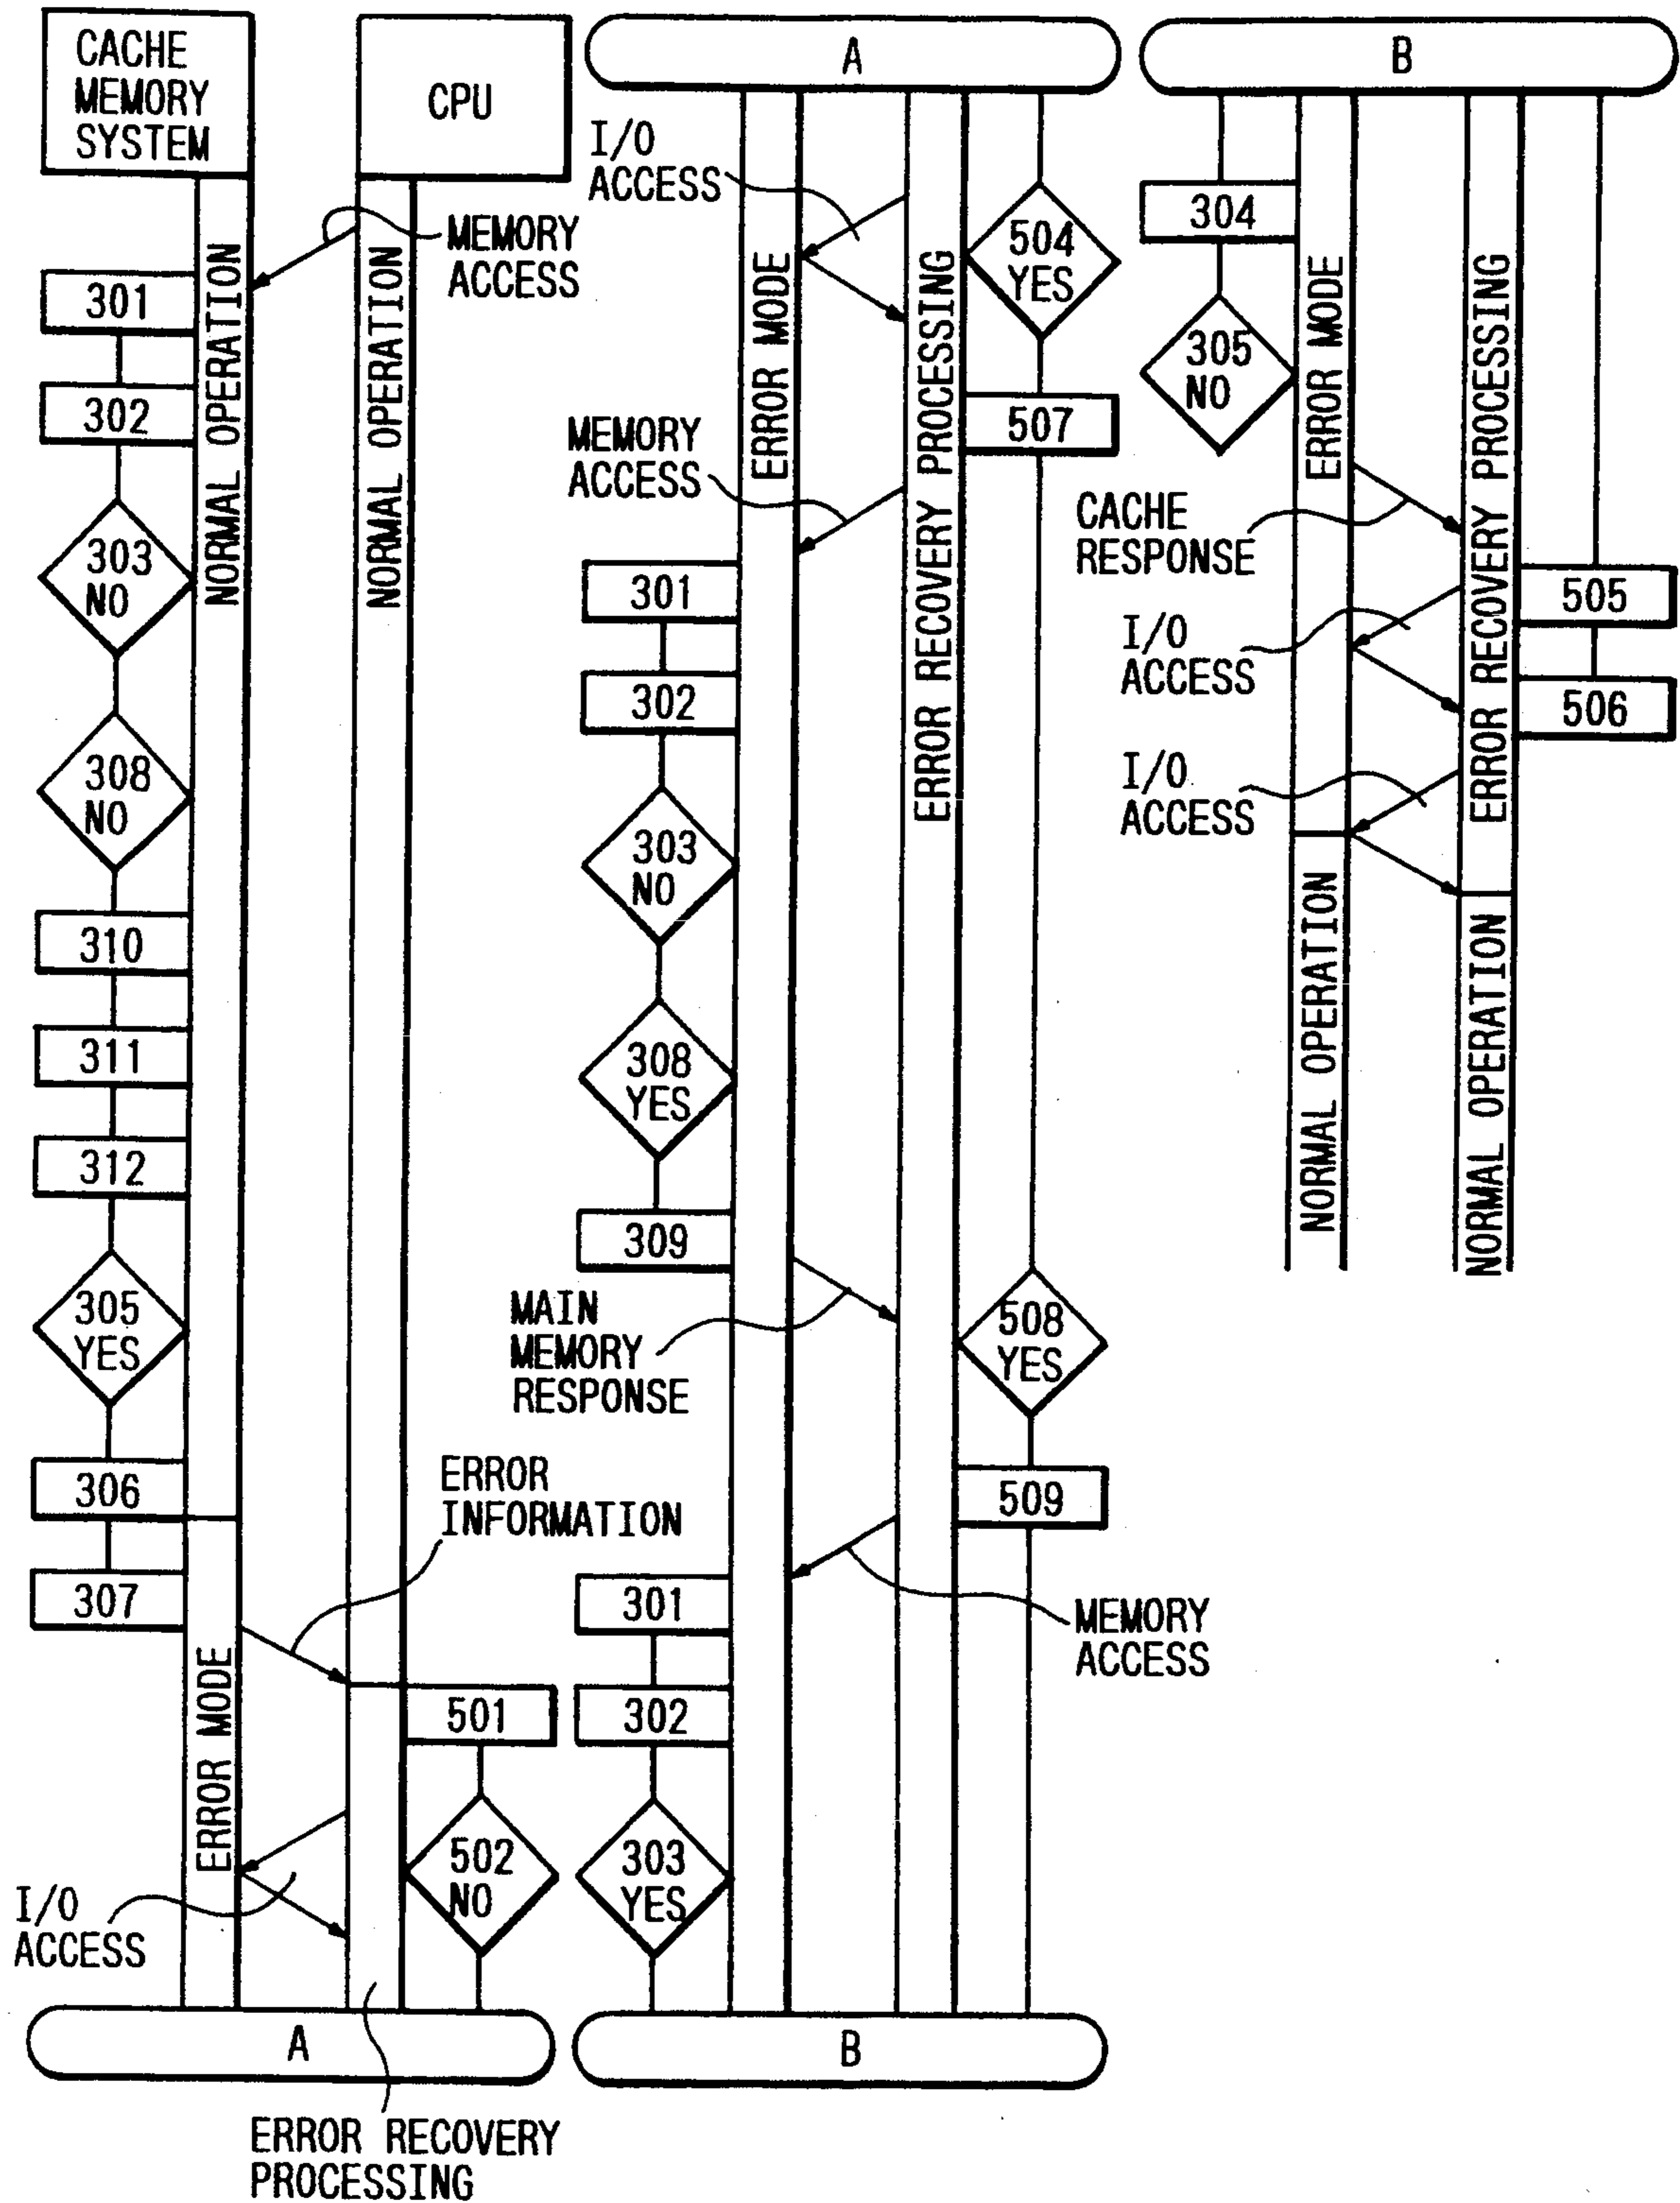 CACHE
MEMORY
SYSTEM
CPU
MEMORY
ACCESS
NORMAL OPERATION
NORMAL OPERATION
301
302
303
NO
308
NO
310
311
312
305
YES
306
307
ERROR
INFORMATION
ERROR MODE
501
502
NO
I/O
ACCESS
A
ERROR RECOVERY
PROCESSING
A
I/O
ACCESS
504
YES
ERROR MODE
ERROR RECOVERY PROCESSING
507
MEMORY
ACCESS
301
302
303
NO
308
YES
309
MAIN
MEMORY
RESPONSE
508
YES
509
MEMORY
ACCESS
301
302
303
YES
B
B
304
305
NO
ERROR MODE
ERROR RECOVERY PROCESSING
CACHE
RESPONSE
505
I/O
ACCESS
506
I/O
ACCESS
NORMAL OPERATION
NORMAL OPERATION